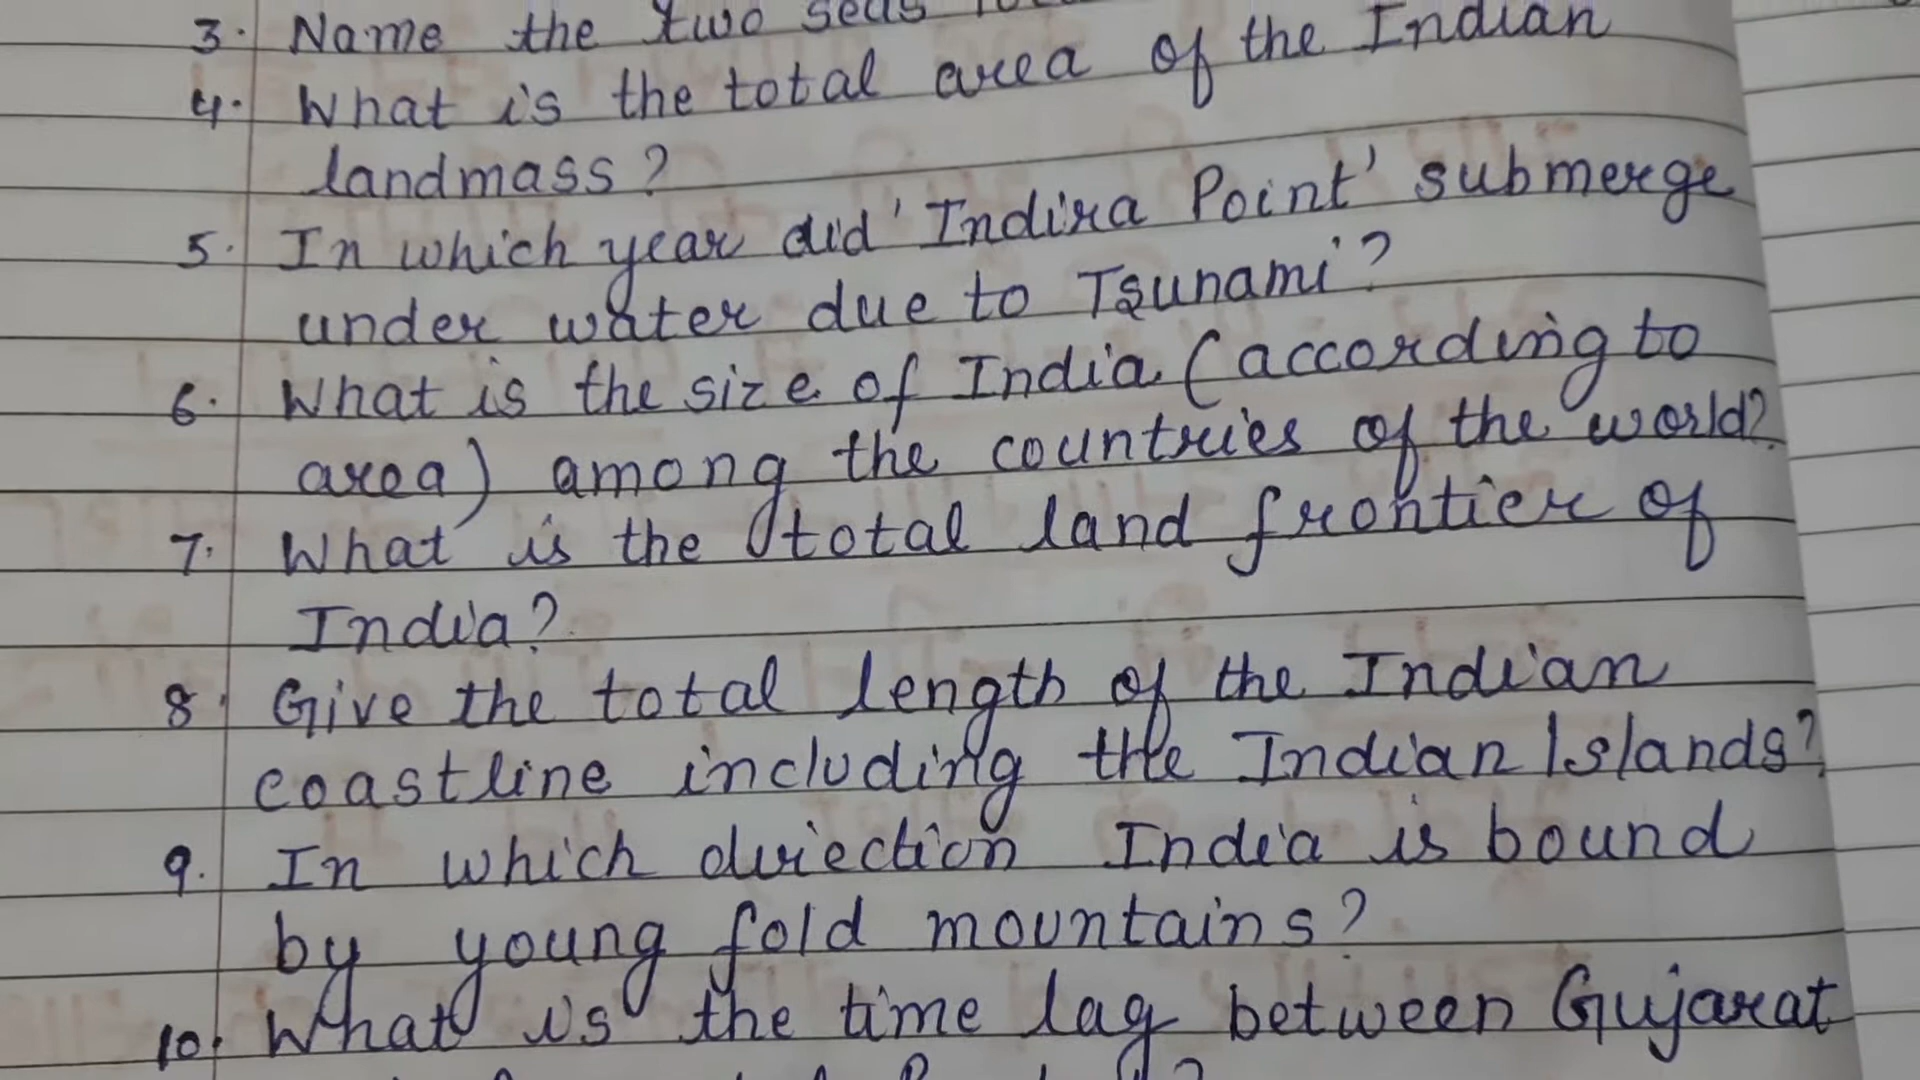 3. Name the two seas
4. What is the total area of the Indian
landmass?
5. In which year did 'Indira Point' submerge
under water due to Tsunami?
6. What is the size of India (according to
area) among the countries of the world?
7. What is the total land frontier of
India?
8. Give the total length of the Indian
coastline including the Indian Islands?
9. In which direction India is bound
by young fold mountains?
10. What is the time lag between Gujarat